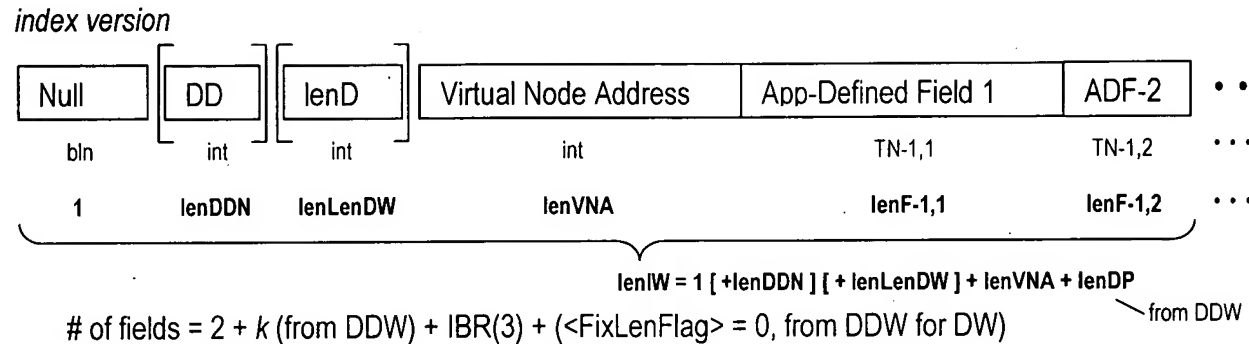 index version
Null DD lenD Virtual Node Address App-Defined Field 1 ADF-2 • •
bln int int int TN-1,1 TN-1,2 • • •
1 lenDDN lenLenDW lenVNA lenF-1,1 lenF-1,2 • • •
lenIW = 1 [ +lenDDN ] [ + lenLenDW ] + lenVNA + lenDP
from DDW
# of fields = 2 + k (from DDW) + IBR(3) + (<FixLenFlag> = 0, from DDW for DW)